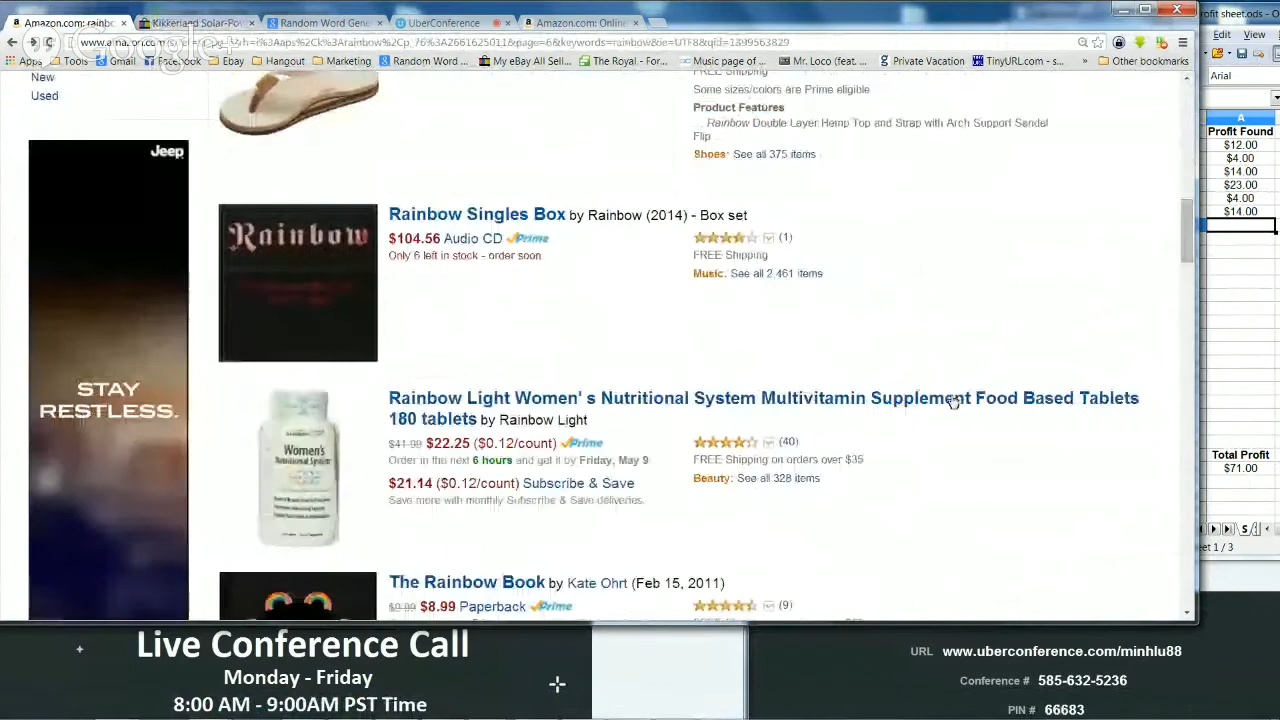 Amazon.com: rainb
Kikkerland Solar-Pow
Random Word Gene
UberConference
Amazon.com: Online
Google+
Apps
Tools
Gmail
Facebook
Ebay
Hangout
Marketing
Random Word ...
My eBay All Sell...
The Royal - For...
Music page of ...
Mr. Loco (feat. ...
Private Vacation
TinyURL.com - s...
»
Other bookmarks
New
Used
FREE Shipping
Some sizes/colors are Prime eligible
Product Features
Rainbow Double Layer Hemp Top and Strap with Arch Support Sandal
Flip
Shoes: See all 375 items
Jeep
STAY
RESTLESS.
Rainbow
Rainbow Singles Box by Rainbow (2014) - Box set
$104.56 Audio CD Prime
Only 6 left in stock - order soon.
(1)
FREE Shipping
Music: See all 2,461 items
Women's
Nutritional System
Rainbow Light Women' s Nutritional System Multivitamin Supplement Food Based Tablets
180 tablets by Rainbow Light
$41.99 $22.25 ($0.12/count) Prime
Order in the next 6 hours and get it by Friday, May 9
$21.14 ($0.12/count) Subscribe & Save
Save more with monthly Subscribe & Save deliveries.
(40)
FREE Shipping on orders over $35
Beauty: See all 328 items
The Rainbow Book by Kate Ohrt (Feb 15, 2011)
$9.99 $8.99 Paperback Prime
(9)
rofit sheet.ods - O
Edit View
Arial
A
Profit Found
$12.00
$4.00
$14.00
$23.00
$4.00
$14.00
Total Profit
$71.00
eet 1 / 3
Live Conference Call
Monday - Friday
8:00 AM - 9:00AM PST Time
URL www.uberconference.com/minhlu88
Conference # 585-632-5236
PIN # 66683